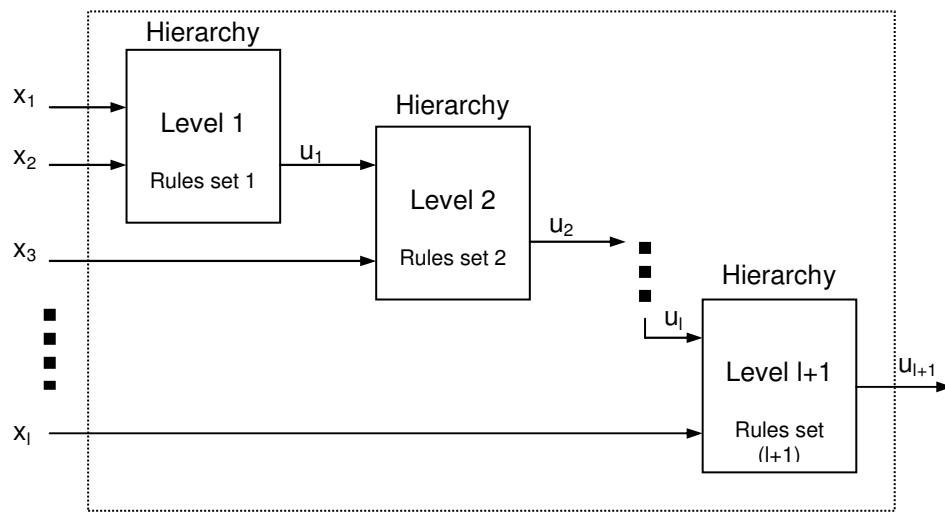 Hierarchy
x1
Level 1
x2
Rules set 1
u1
Hierarchy
Level 2
x3
Rules set 2
u2
Hierarchy
ul
Level l+1
ul+1
xl
Rules set
(l+1)